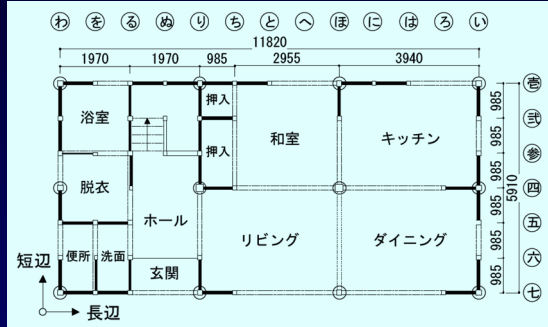 わ を る ぬ り ち と へ ほ に は ろ い
11820
1970 1970 985 2955 3940
壱
弐
参
四
五
六
七
985
985
985
985
985
985
5910
押入
浴室
和室
キッチン
押入
脱衣
ホール
リビング
ダイニング
便所
洗面
玄関
短辺
長辺